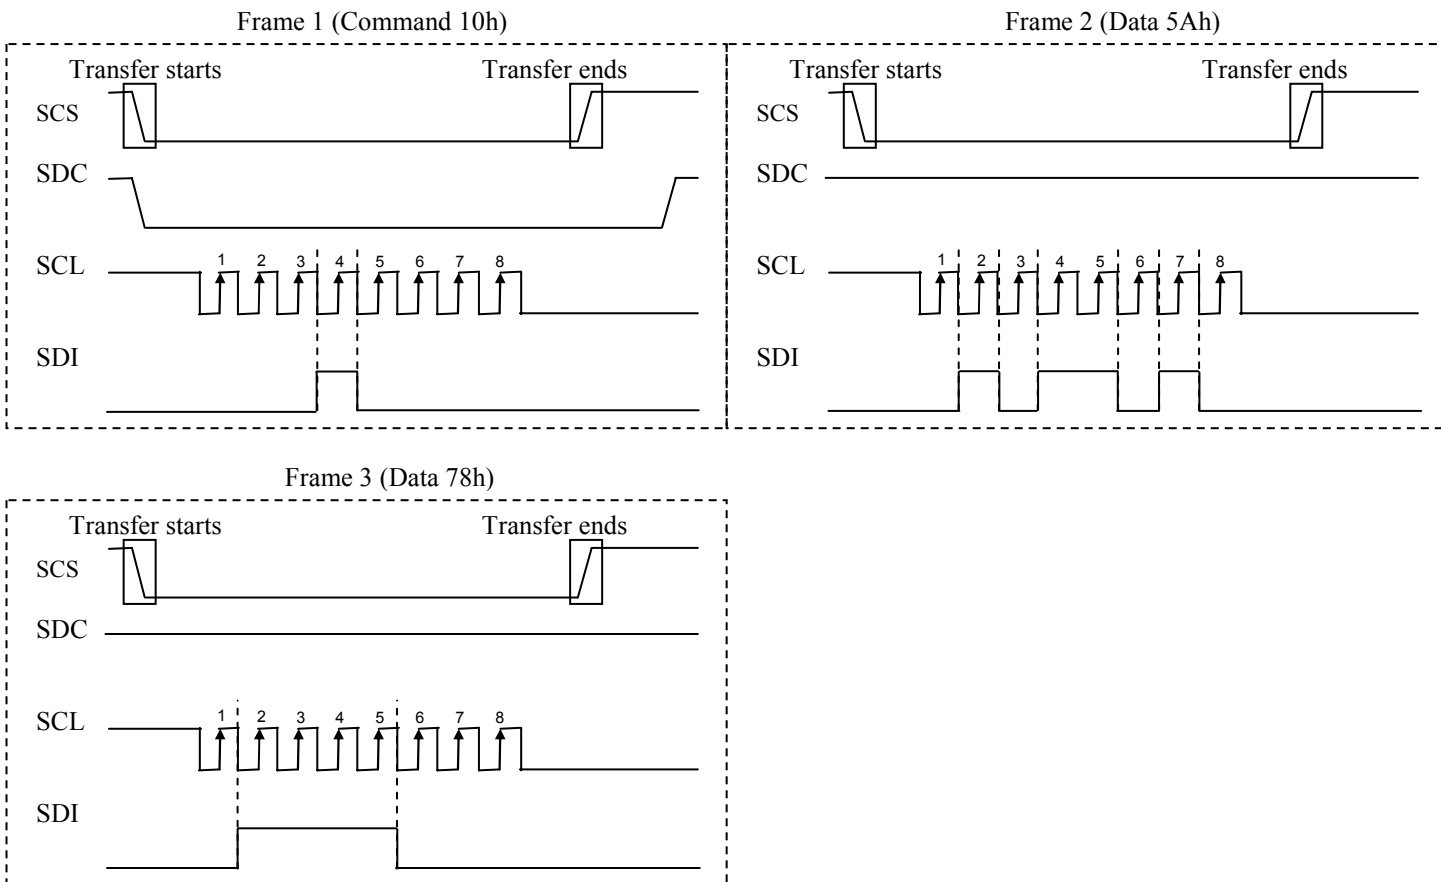 Frame 1 (Command 10h)
Transfer starts
Transfer ends
SCS
SDC
SCL
1 2 3 4 5 6 7 8
SDI
Frame 2 (Data 5Ah)
Transfer starts
Transfer ends
SCS
SDC
SCL
1 2 3 4 5 6 7 8
SDI
Frame 3 (Data 78h)
Transfer starts
Transfer ends
SCS
SDC
SCL
1 2 3 4 5 6 7 8
SDI